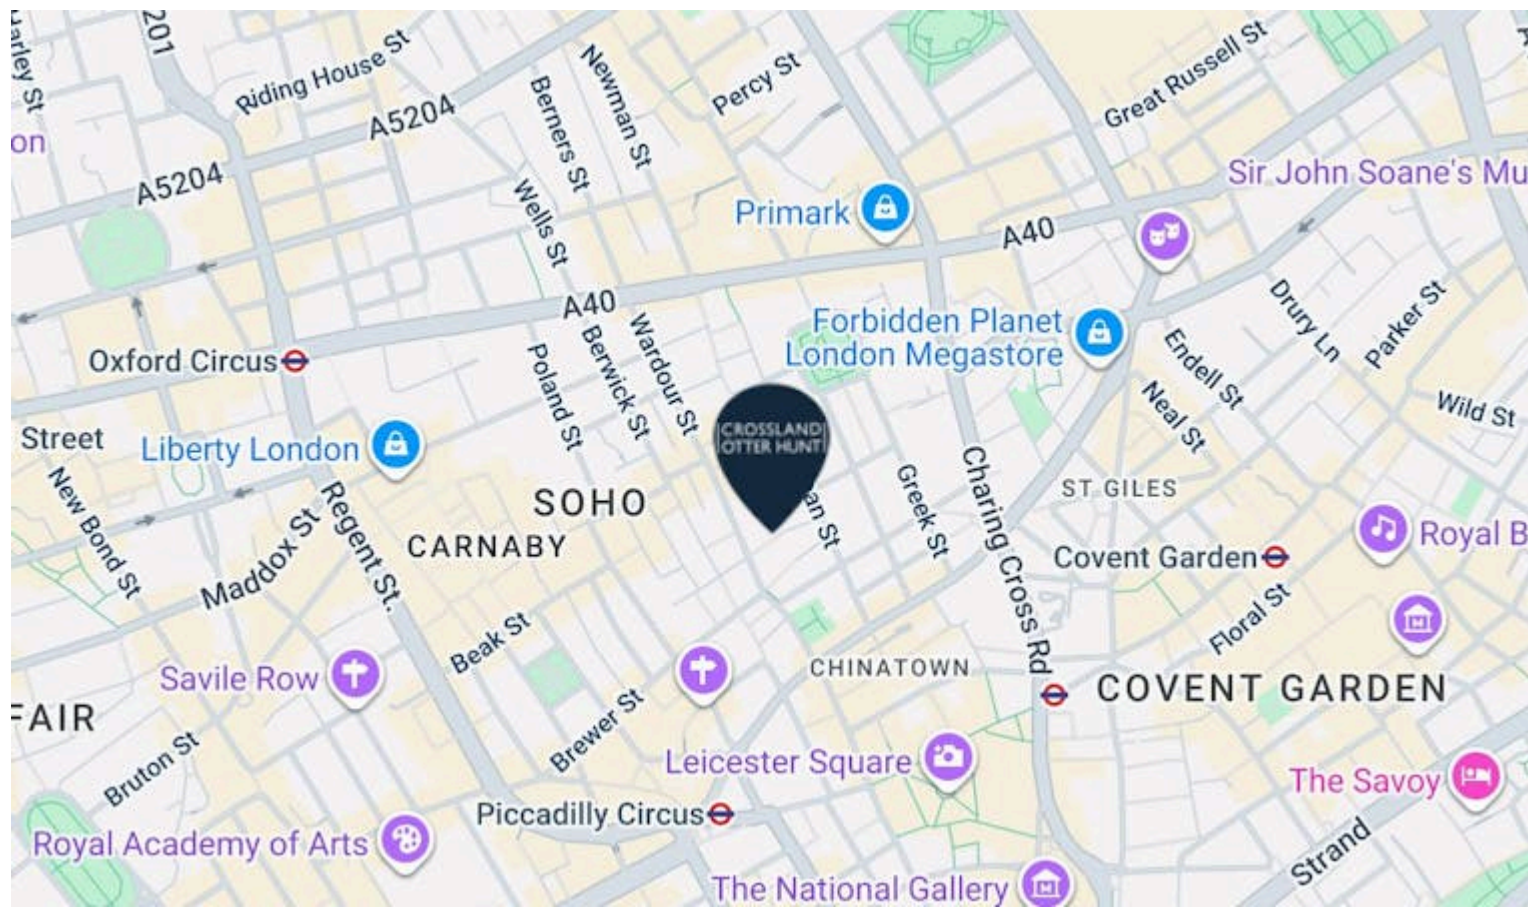 201
Riding House St
Newman St
Percy St
Great Russell St
Berners St
A5204
on
A5204
Sir John Soane's Mu
Wells St
Primark
A40
A40
Drury Ln
Parker St
Forbidden Planet
London Megastore
Oxford Circus
Poland St
Berwick St
Wardour St
Endell St
Neal St
Wild St
CROSSLAND
OTTER HUNT
Street
Liberty London
New Bond St
Maddox St
Regent St.
SOHO
CARNABY
an St
Greek St
Charing Cross Rd
ST GILES
Covent Garden
Royal B
Floral St
Beak St
Savile Row
CHINATOWN
COVENT GARDEN
FAIR
Bruton St
Brewer St
Leicester Square
The Savoy
Piccadilly Circus
Royal Academy of Arts
Strand
The National Gallery